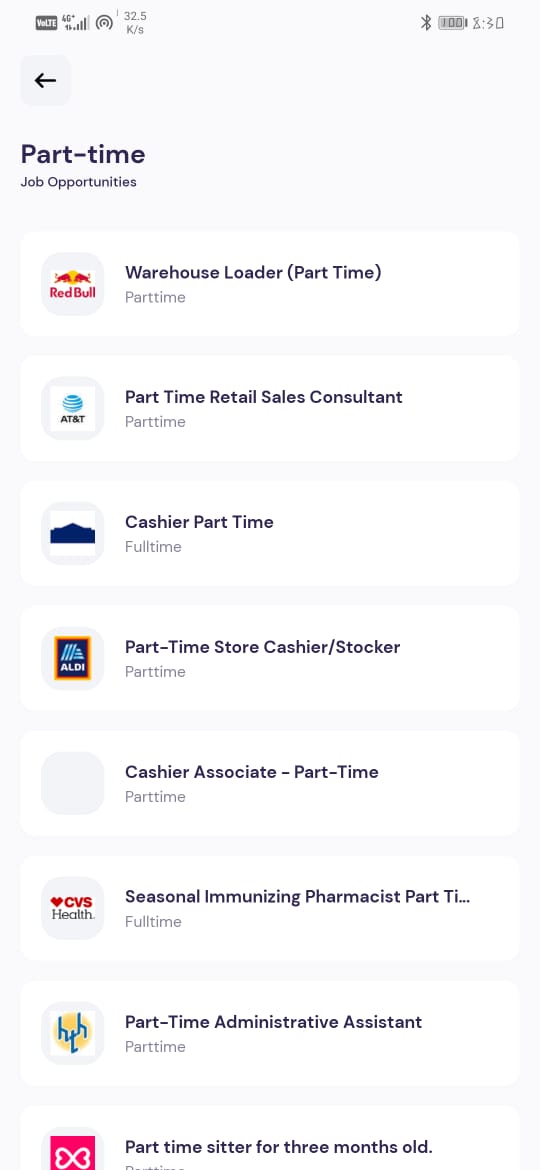 VoLTE 4G+ 32.5 K/s 100 8:30
Part-time
Job Opportunities
Red Bull
Warehouse Loader (Part Time)
Parttime
AT&T
Part Time Retail Sales Consultant
Parttime
Cashier Part Time
Fulltime
ALDI
Part-Time Store Cashier/Stocker
Parttime
Cashier Associate - Part-Time
Parttime
CVS
Health.
Seasonal Immunizing Pharmacist Part Ti...
Fulltime
hyh
Part-Time Administrative Assistant
Parttime
Part time sitter for three months old.
Parttime